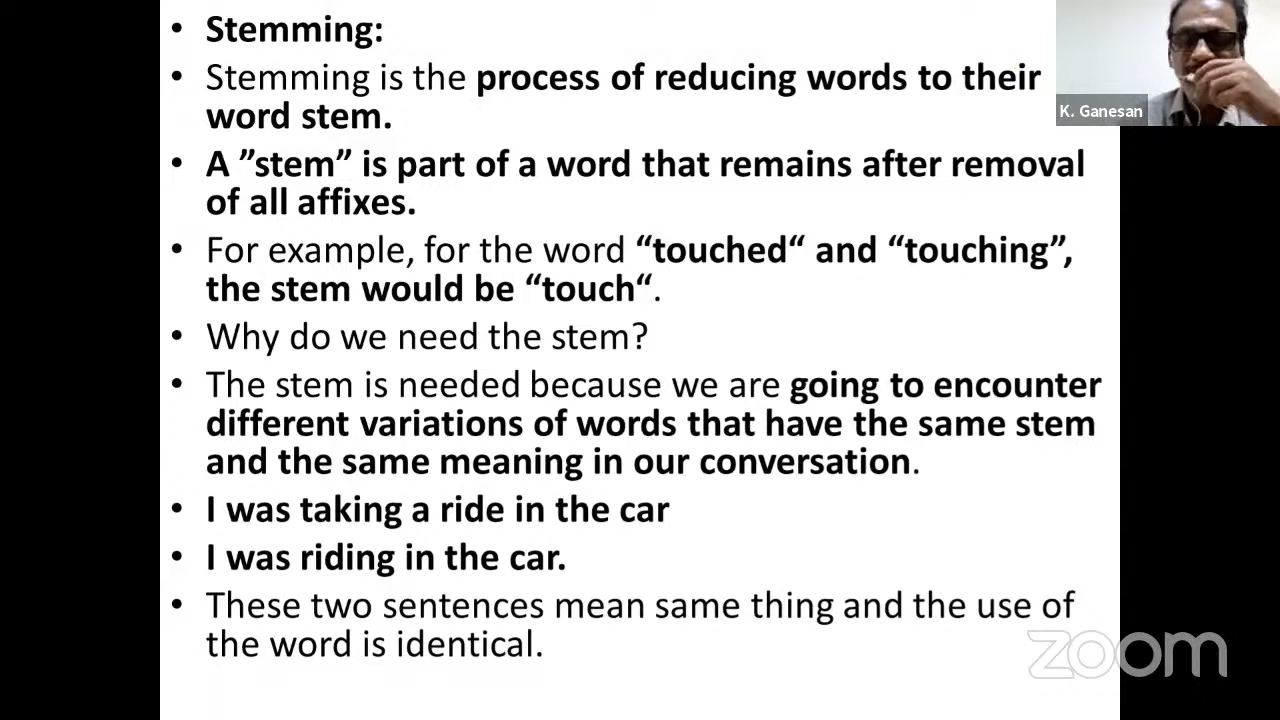 • Stemming:
• Stemming is the process of reducing words to their
word stem.
• A ”stem” is part of a word that remains after removal
of all affixes.
• For example, for the word “touched“ and “touching”,
the stem would be “touch“.
• Why do we need the stem?
• The stem is needed because we are going to encounter
different variations of words that have the same stem
and the same meaning in our conversation.
• I was taking a ride in the car
• I was riding in the car.
• These two sentences mean same thing and the use of
the word is identical.
K. Ganesan
zoom